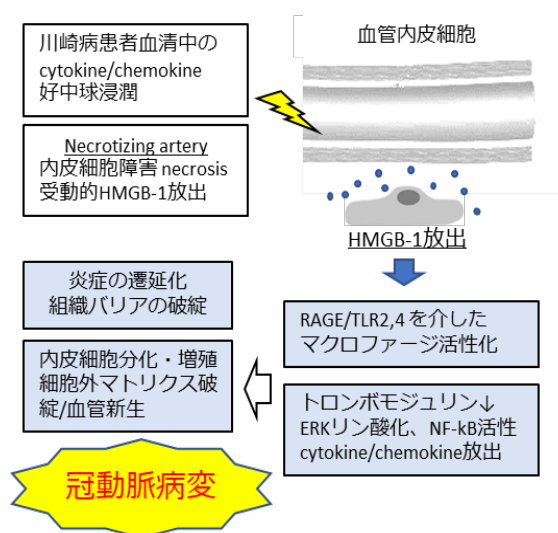 川崎病患者血清中の
cytokine/chemokine
好中球浸潤
Necrotizing artery
内皮細胞障害 necrosis
受動的HMGB-1放出
血管内皮細胞
HMGB-1放出
RAGE/TLR2,4 を介した
マクロファージ活性化
トロンボモジュリン↓
ERKリン酸化、NF-kB活性
cytokine/chemokine放出
炎症の遷延化
組織バリアの破綻
内皮細胞分化・増殖
細胞外マトリクス破
綻/血管新生
冠動脈病変